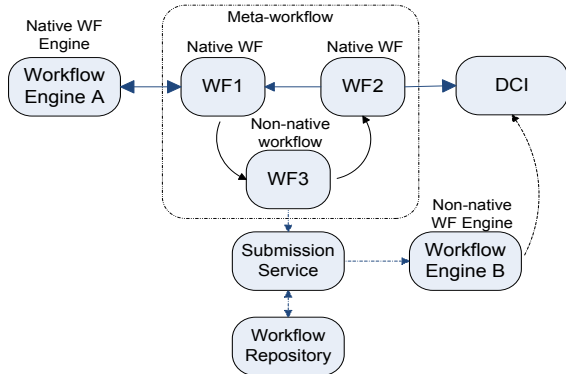 Meta-workflow
Native WF
Engine
Native WF
Native WF
Workflow
Engine A
WF1
WF2
DCI
Non-native
workflow
WF3
Non-native
WF Engine
Submission
Service
Workflow
Engine B
Workflow
Repository